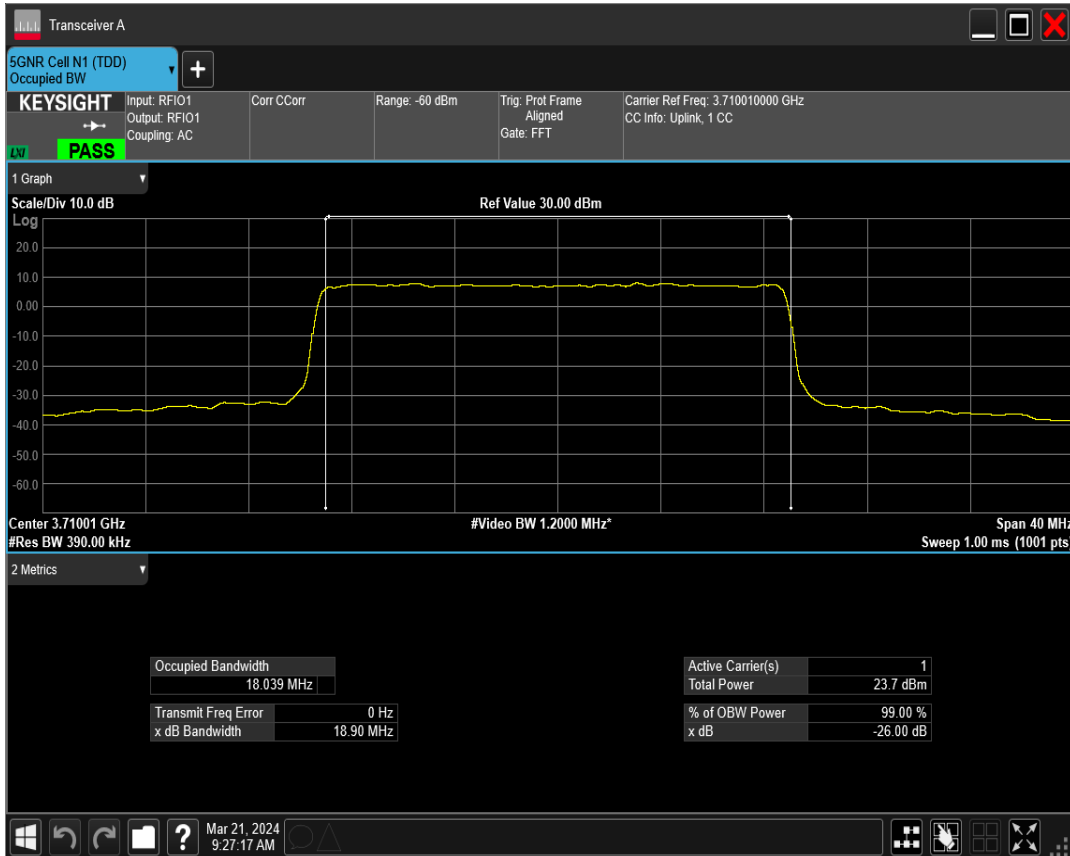 Transceiver A
5GNR Cell N1 (TDD)
Occupied BW
+
KEYSIGHT
LXI
PASS
Input: RFIO1
Output: RFIO1
Coupling: AC
Corr CCorr
Range: -60 dBm
Trig: Prot Frame
Aligned
Gate: FFT
Carrier Ref Freq: 3.710010000 GHz
CC Info: Uplink, 1 CC
1 Graph
Scale/Div 10.0 dB
Ref Value 30.00 dBm
Log
20.0
10.0
0.00
-10.0
-20.0
-30.0
-40.0
-50.0
-60.0
Center 3.71001 GHz
#Video BW 1.2000 MHz*
Span 40 MHz
#Res BW 390.00 kHz
Sweep 1.00 ms (1001 pts)
2 Metrics
Occupied Bandwidth
18.039 MHz
Transmit Freq Error 0 Hz
x dB Bandwidth 18.90 MHz
Active Carrier(s) 1
Total Power 23.7 dBm
% of OBW Power 99.00 %
x dB -26.00 dB
?
Mar 21, 2024
9:27:17 AM